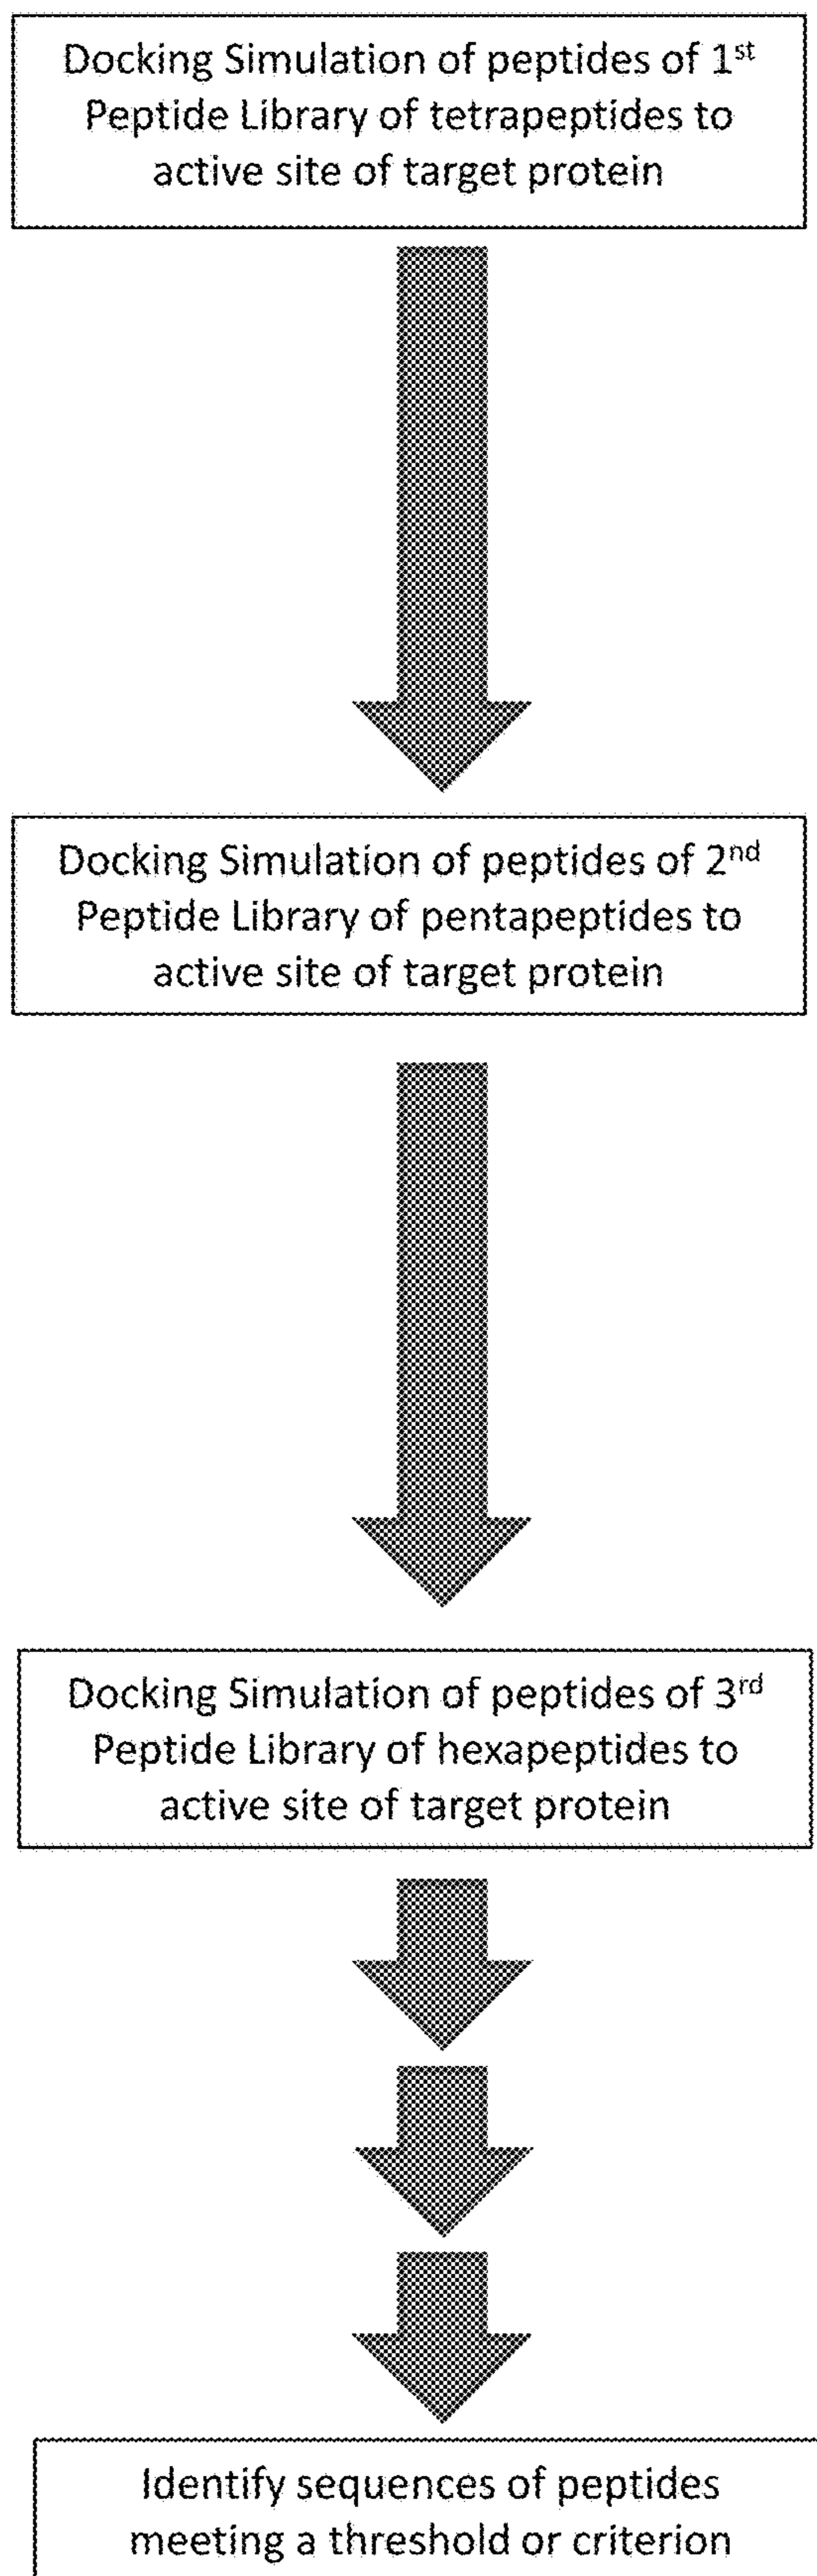 Docking Simulation of peptides of 1st
Peptide Library of tetrapeptides to
active site of target protein
Docking Simulation of peptides of 2nd
Peptide Library of pentapeptides to
active site of target protein
Docking Simulation of peptides of 3rd
Peptide Library of hexapeptides to
active site of target protein
Identify sequences of peptides
meeting a threshold or criterion